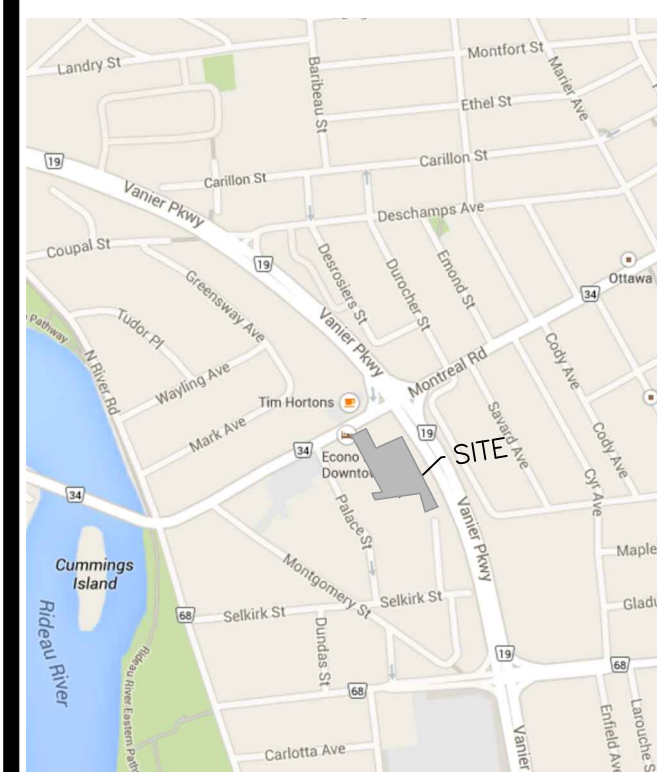 Landry St
Montfort St
Baribeau St
Marier Ave
Ethel St
19
Carillon St
Carillon St
Vanier Pkwy
Deschamps Ave
Coupal St
19
Desrosiers St
Durocher St
Emond St
Ottawa
34
Greensway Ave
Vanier Pkwy
Pathway
Tudor Pl
N River Rd
Montreal Rd
Cody Ave
Wayling Ave
Tim Hortons
Savard Ave
Cody Ave
Mark Ave
19
SITE
34
Econo
Downto
Cyr Ave
34
Palace St
Vanier Pkwy
Cummings
Island
Montgomery St
Maple
Rideau River
68
Selkirk St
Selkirk St
Gladu
Dundas St
Rideau River Eastern Path
19
68
68
Enfield Av
Larouche S
Vanier
Carlotta Ave